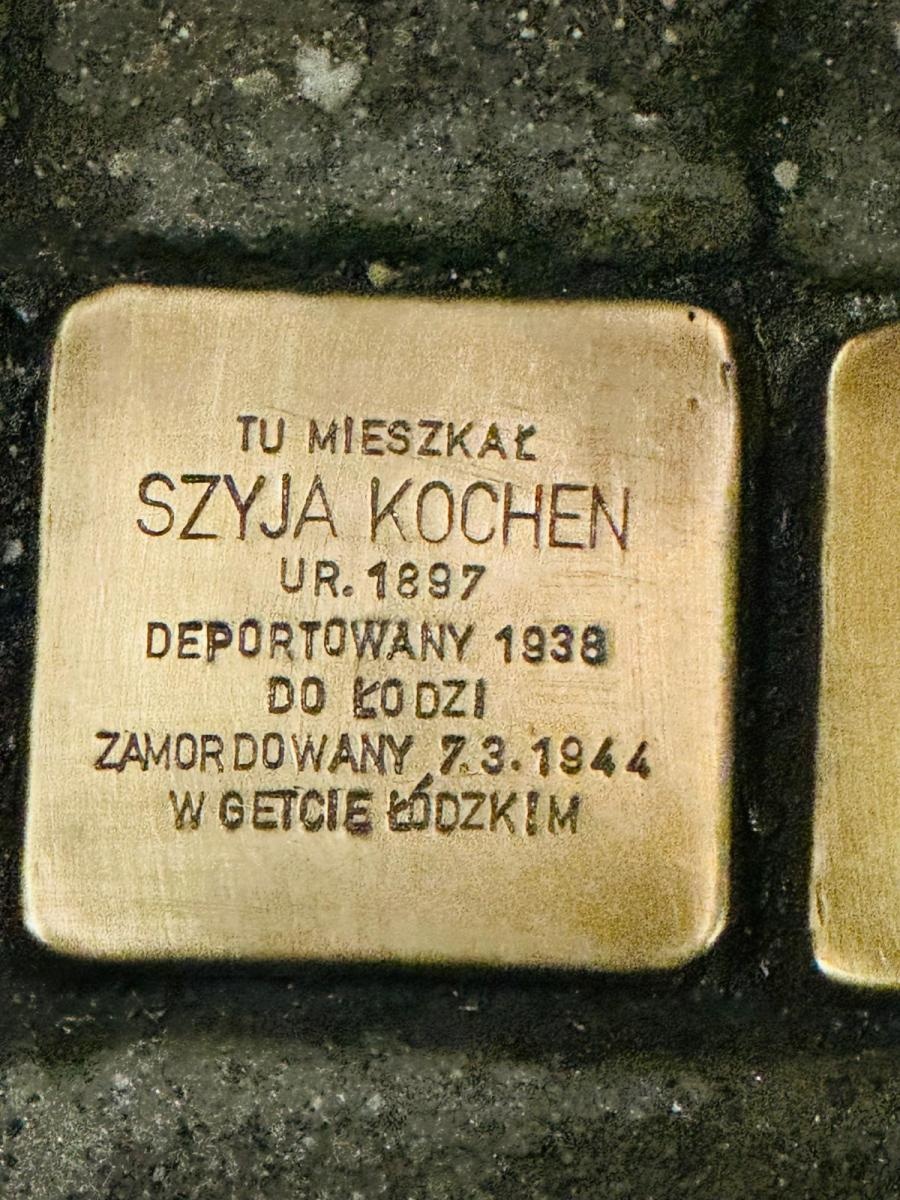 TU MIESZKAŁ
SZYJA KOCHEN
UR. 1897
DEPORTOWANY 1938
DO ŁODZI
ZAMORDOWANY 7.3.1944
W GETCIE ŁÓDZKIM